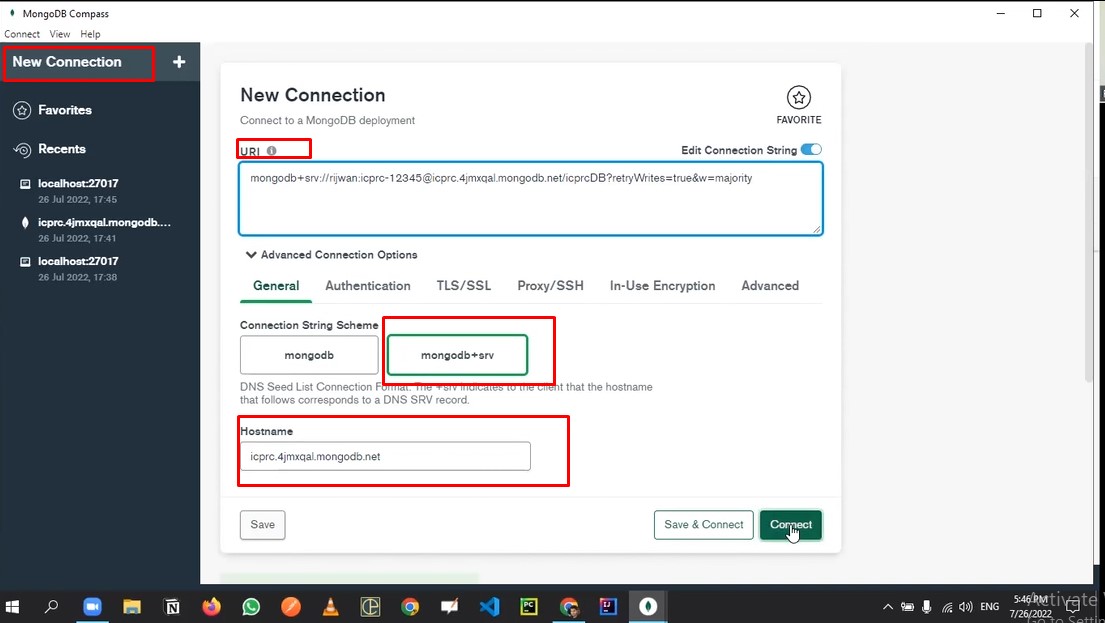 MongoDB Compass
Connect View Help
New Connection +
Favorites
Recents
localhost:27017
26 Jul 2022, 17:45
icprc.4jmxqal.mongodb....
26 Jul 2022, 17:41
localhost:27017
26 Jul 2022, 17:38
New Connection
Connect to a MongoDB deployment
FAVORITE
URI
Edit Connection String
mongodb+srv://rijwan:icprc-12345@icprc.4jmxqal.mongodb.net/icprcDB?retryWrites=true&w=majority
Advanced Connection Options
General Authentication TLS/SSL Proxy/SSH In-Use Encryption Advanced
Connection String Scheme
mongodb mongodb+srv
DNS Seed List Connection Format. The +srv indicates to the client that the hostname
that follows corresponds to a DNS SRV record.
Hostname
icprc.4jmxqal.mongodb.net
Save Save & Connect Connect
ENG
5:46 PM
7/26/2022
Activate
Go to Settin